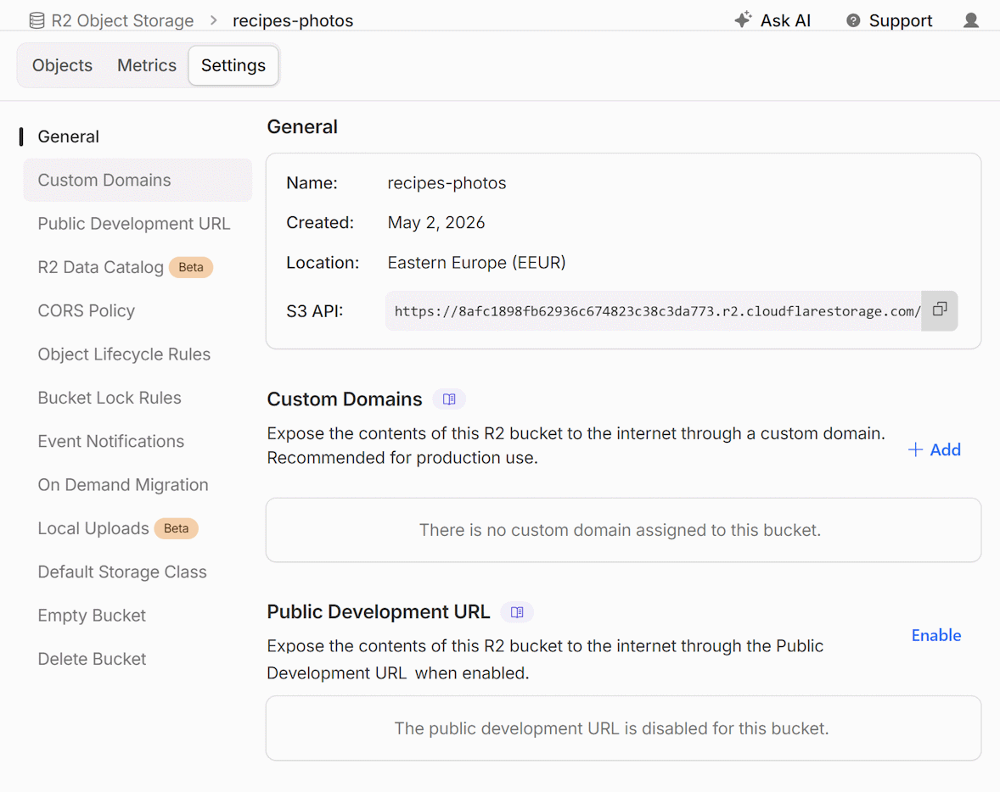 R2 Object Storage > recipes-photos
Ask AI
Support
Objects
Metrics
Settings
General
Custom Domains
Public Development URL
R2 Data Catalog Beta
CORS Policy
Object Lifecycle Rules
Bucket Lock Rules
Event Notifications
On Demand Migration
Local Uploads Beta
Default Storage Class
Empty Bucket
Delete Bucket
General
Name: recipes-photos
Created: May 2, 2026
Location: Eastern Europe (EEUR)
S3 API: https://8afc1898fb62936c674823c38c3da773.r2.cloudflarestorage.com/
Custom Domains
Expose the contents of this R2 bucket to the internet through a custom domain.
Recommended for production use.
+ Add
There is no custom domain assigned to this bucket.
Public Development URL
Expose the contents of this R2 bucket to the internet through the Public
Development URL when enabled.
Enable
The public development URL is disabled for this bucket.